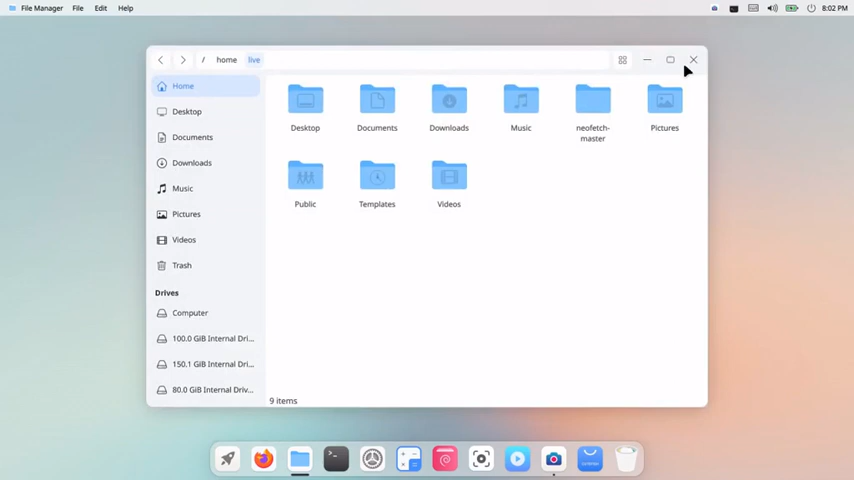 File Manager File Edit Help 8:02 PM
/ home live
Home
Desktop
Documents
Downloads
Music
Pictures
Videos
Trash
Drives
Computer
100.0 GiB Internal Dri...
150.1 GiB Internal Dri...
80.0 GiB Internal Driv...
Desktop Documents Downloads Music neofetch-
master Pictures
Public Templates Videos
9 items